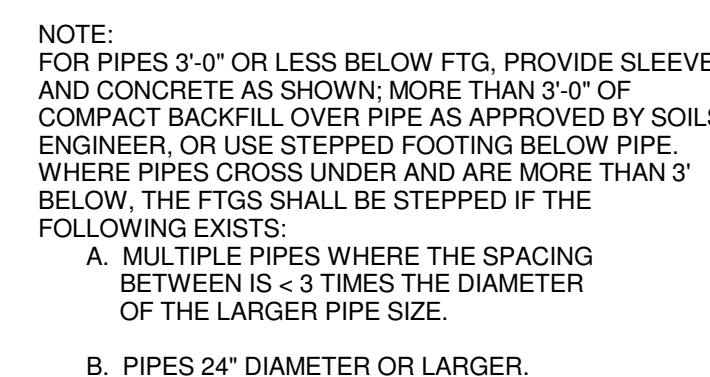 NOTE:
FOR PIPES 3'-0" OR LESS BELOW FTG, PROVIDE SLEEVE
AND CONCRETE AS SHOWN; MORE THAN 3'-0" OF
COMPACT BACKFILL OVER PIPE AS APPROVED BY SOILS
ENGINEER, OR USE STEPPED FOOTING BELOW PIPE.
WHERE PIPES CROSS UNDER AND ARE MORE THAN 3'
BELOW, THE FTGS SHALL BE STEPPED IF THE
FOLLOWING EXISTS:
A. MULTIPLE PIPES WHERE THE SPACING
BETWEEN IS < 3 TIMES THE DIAMETER
OF THE LARGER PIPE SIZE.
B. PIPES 24" DIAMETER OR LARGER.